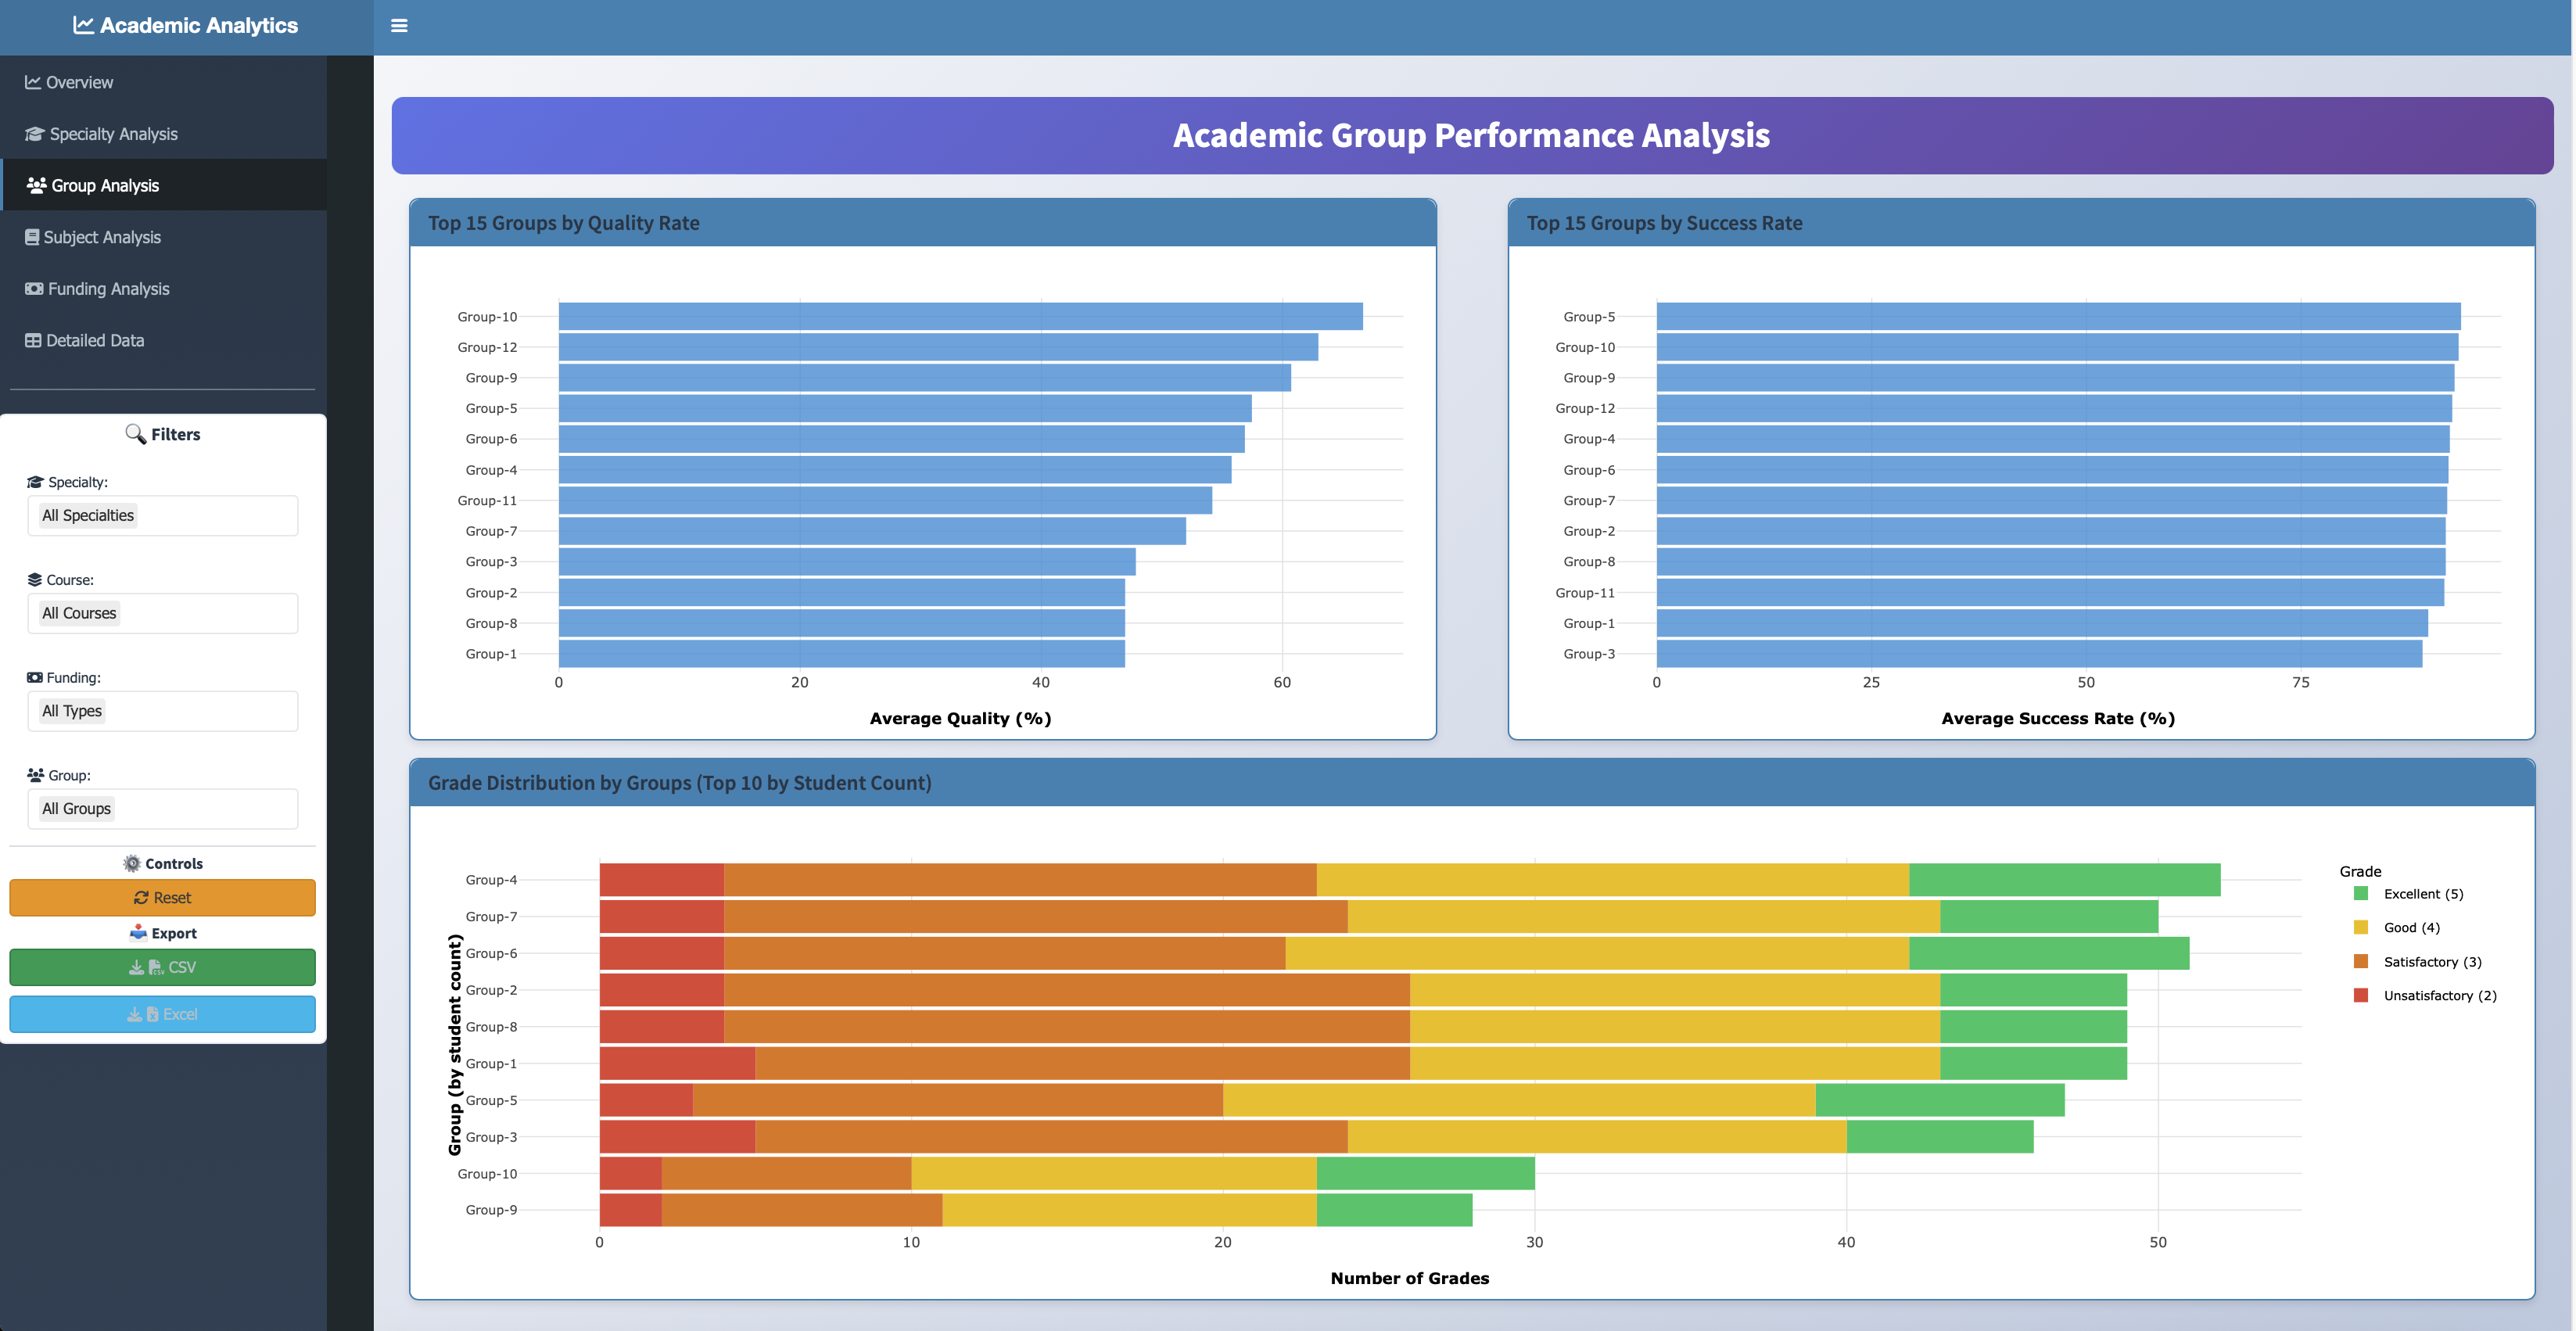 Academic Analytics
Overview
Specialty Analysis
Group Analysis
Subject Analysis
Funding Analysis
Detailed Data
Filters
Specialty:
All Specialties
Course:
All Courses
Funding:
All Types
Group:
All Groups
Controls
Reset
Export
CSV
Excel
Academic Group Performance Analysis
Top 15 Groups by Quality Rate
Group-10
Group-12
Group-9
Group-5
Group-6
Group-4
Group-11
Group-7
Group-3
Group-2
Group-8
Group-1
0 20 40 60
Average Quality (%)
Top 15 Groups by Success Rate
Group-5
Group-10
Group-9
Group-12
Group-4
Group-6
Group-7
Group-2
Group-8
Group-11
Group-1
Group-3
0 25 50 75
Average Success Rate (%)
Grade Distribution by Groups (Top 10 by Student Count)
Group (by student count)
Group-4
Group-7
Group-6
Group-2
Group-8
Group-1
Group-5
Group-3
Group-10
Group-9
0 10 20 30 40 50
Number of Grades
Grade
Excellent (5)
Good (4)
Satisfactory (3)
Unsatisfactory (2)